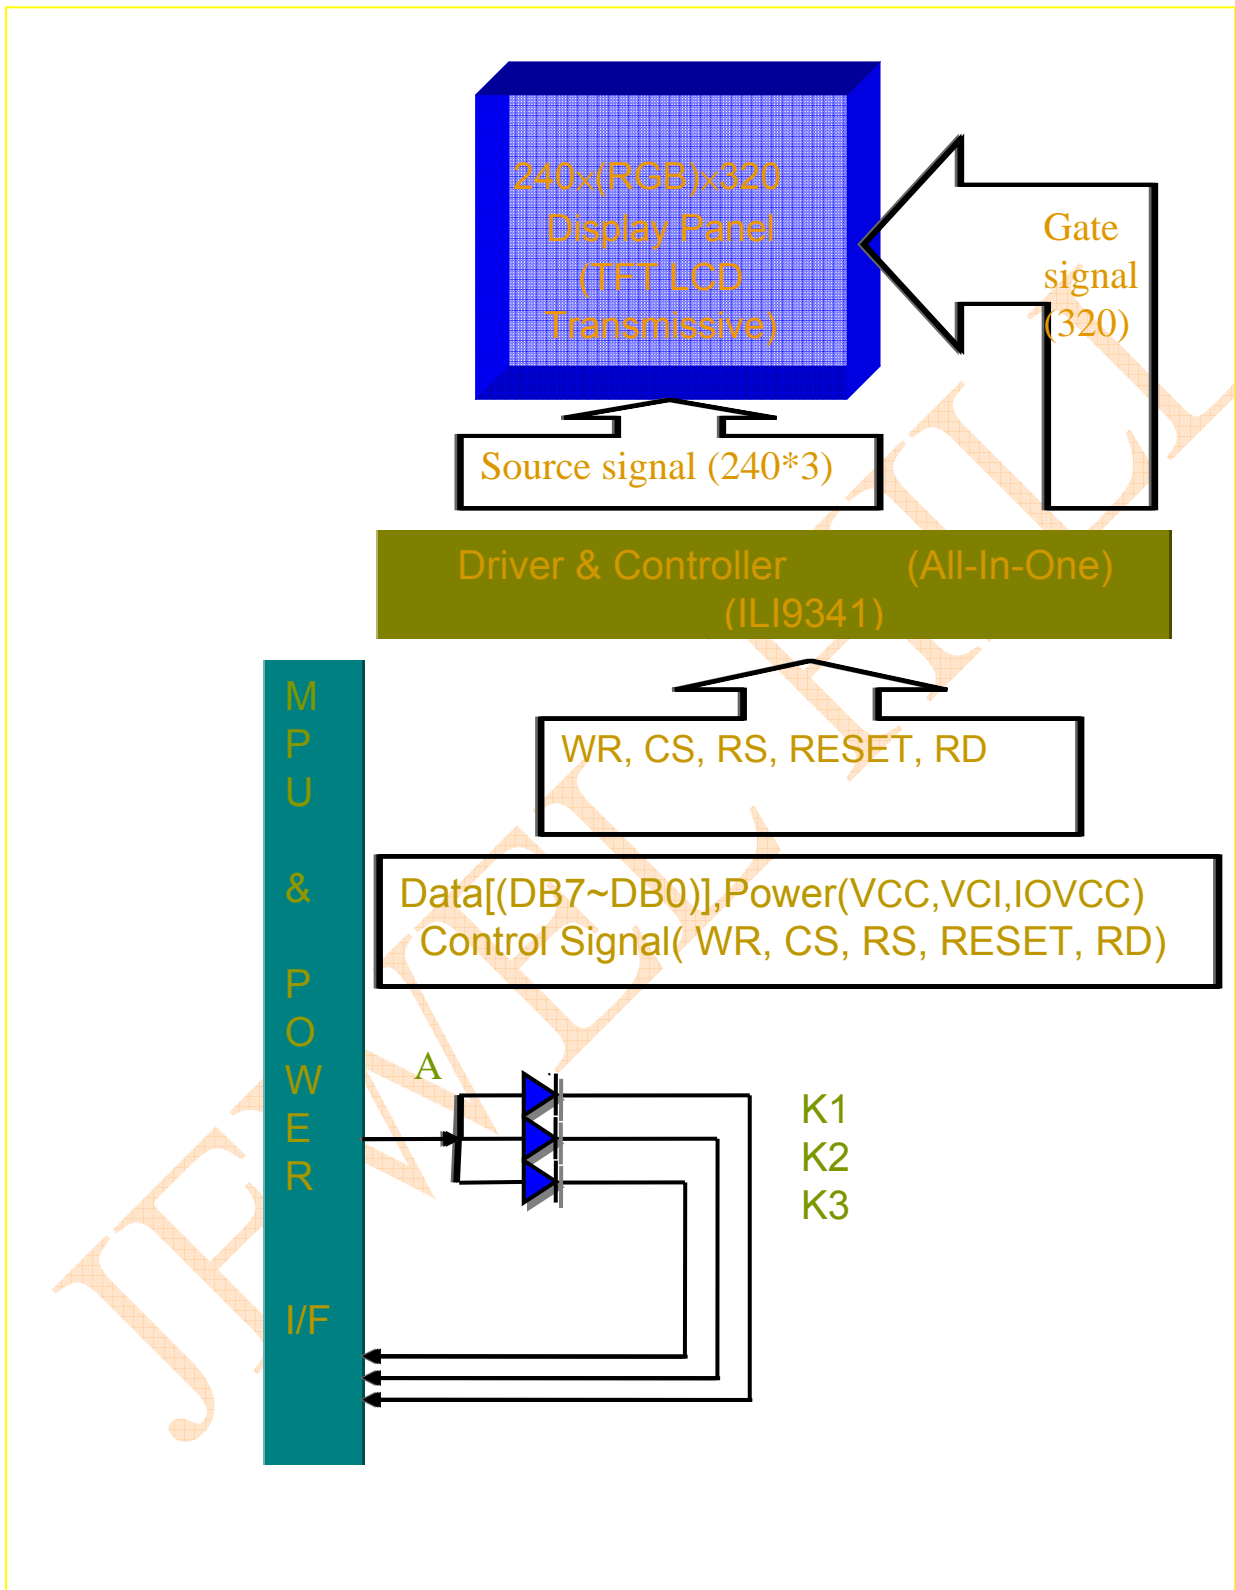 240x(RGB)x320
Display Panel
(TFT LCD
Transmissive)
Gate
signal
(320)
Source signal (240*3)
Driver & Controller (All-In-One)
(ILI9341)
WR, CS, RS, RESET, RD
Data[(DB7~DB0)],Power(VCC,VCI,IOVCC)
Control Signal( WR, CS, RS, RESET, RD)
M
P
U
&
P
O
W
E
R
I/F
A
K1
K2
K3
JEWEL HILL